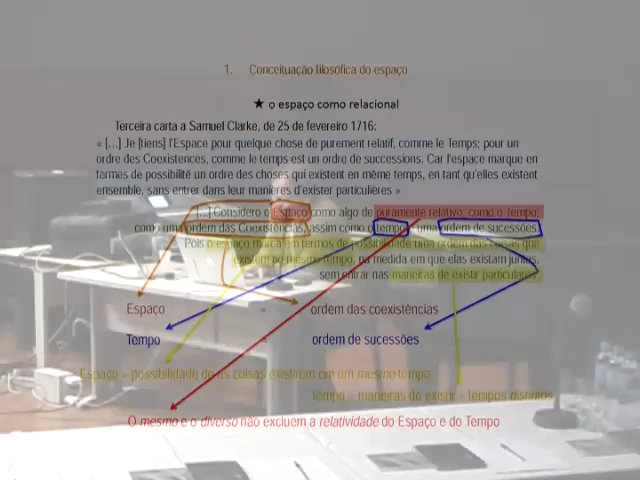 1. Conceituação filosófica do espaço
★ o espaço como relacional
Terceira carta a Samuel Clarke, de 25 de fevereiro 1716:
« [...] Je [tiens] l'Espace pour quelque chose de purement relatif, comme le Temps; pour un
ordre des Coexistences, comme le temps est un ordre de successions. Car l'espace marque en
termes de possibilité un ordre des choses qui existent en même temps, en tant qu'elles existent
ensemble, sans entrer dans leur manières d'exister particulières »
[...] Considero o Espaço como algo de puramente relativo, como o Tempo;
como uma ordem das Coexistências, assim como o tempo é uma ordem de sucessões.
Pois o espaço marca em termos de possibilidade uma ordem das coisas que
existem ao mesmo tempo, na medida em que elas existam juntas,
sem entrar nas maneiras de existir particulares
Espaço = ordem das coexistências
Tempo = ordem de sucessões
Espaço = possibilidade de as coisas existirem em um mesmo tempo
Tempo = maneiras de existir = tempos distintos
O mesmo e o diverso não excluem a relatividade do Espaço e do Tempo